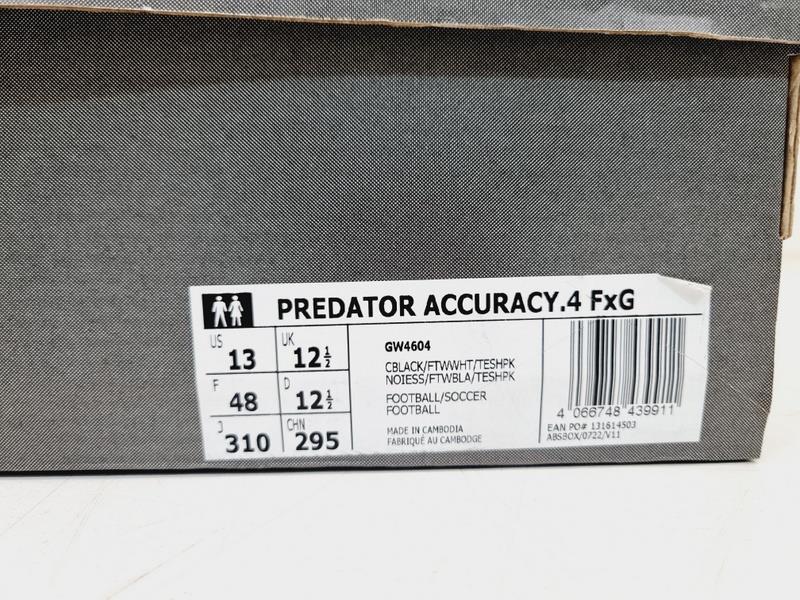 PREDATOR ACCURACY.4 FxG
US 13 UK 12½
F 48 D 12½
J 310 CHN 295
GW4604
CBLACK/FTWWHT/TESHPK
NOIESS/FTWBLA/TESHPK
FOOTBALL/SOCCER
FOOTBALL
MADE IN CAMBODIA
FABRIQUÉ AU CAMBODGE
4 066748 439911
EAN PO# 131614503
ABSBOX/0722/V11